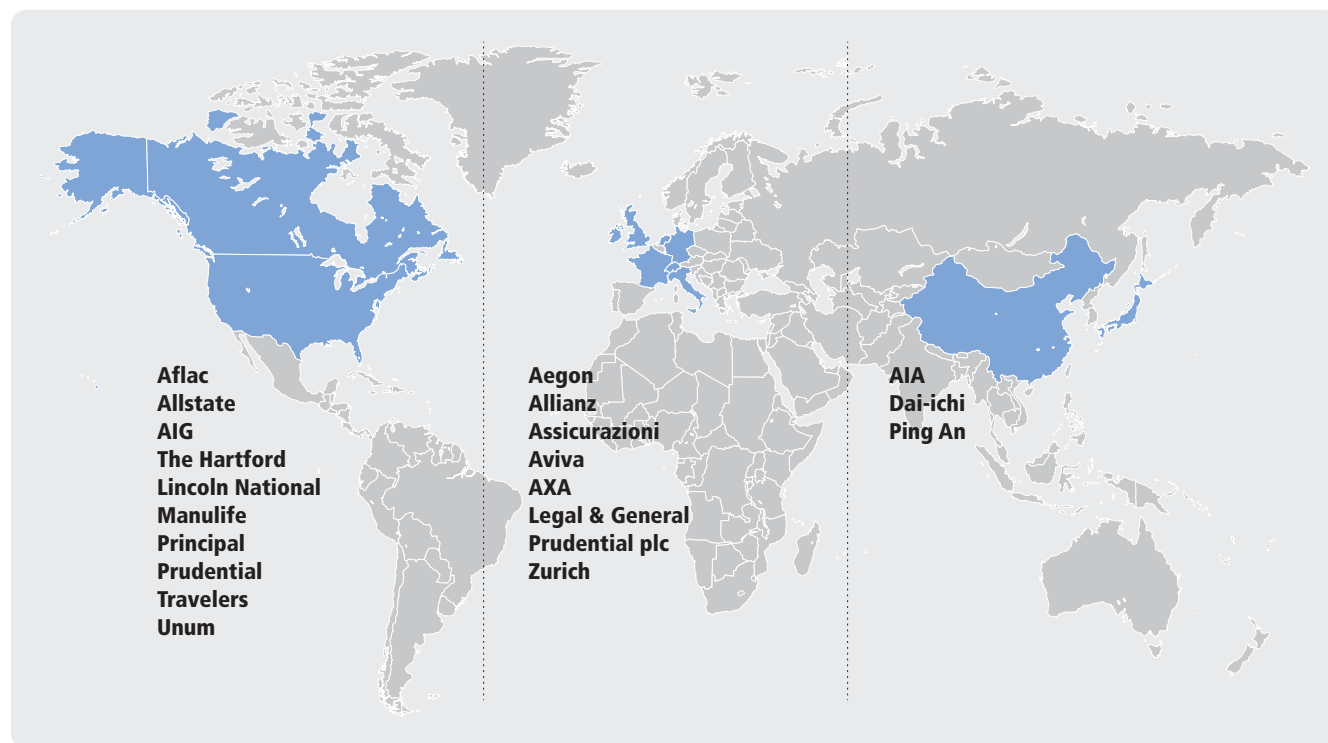 Aflac
Allstate
AIG
The Hartford
Lincoln National
Manulife
Principal
Prudential
Travelers
Unum
Aegon
Allianz
Assicurazioni
Aviva
AXA
Legal & General
Prudential plc
Zurich
AIA
Dai-ichi
Ping An